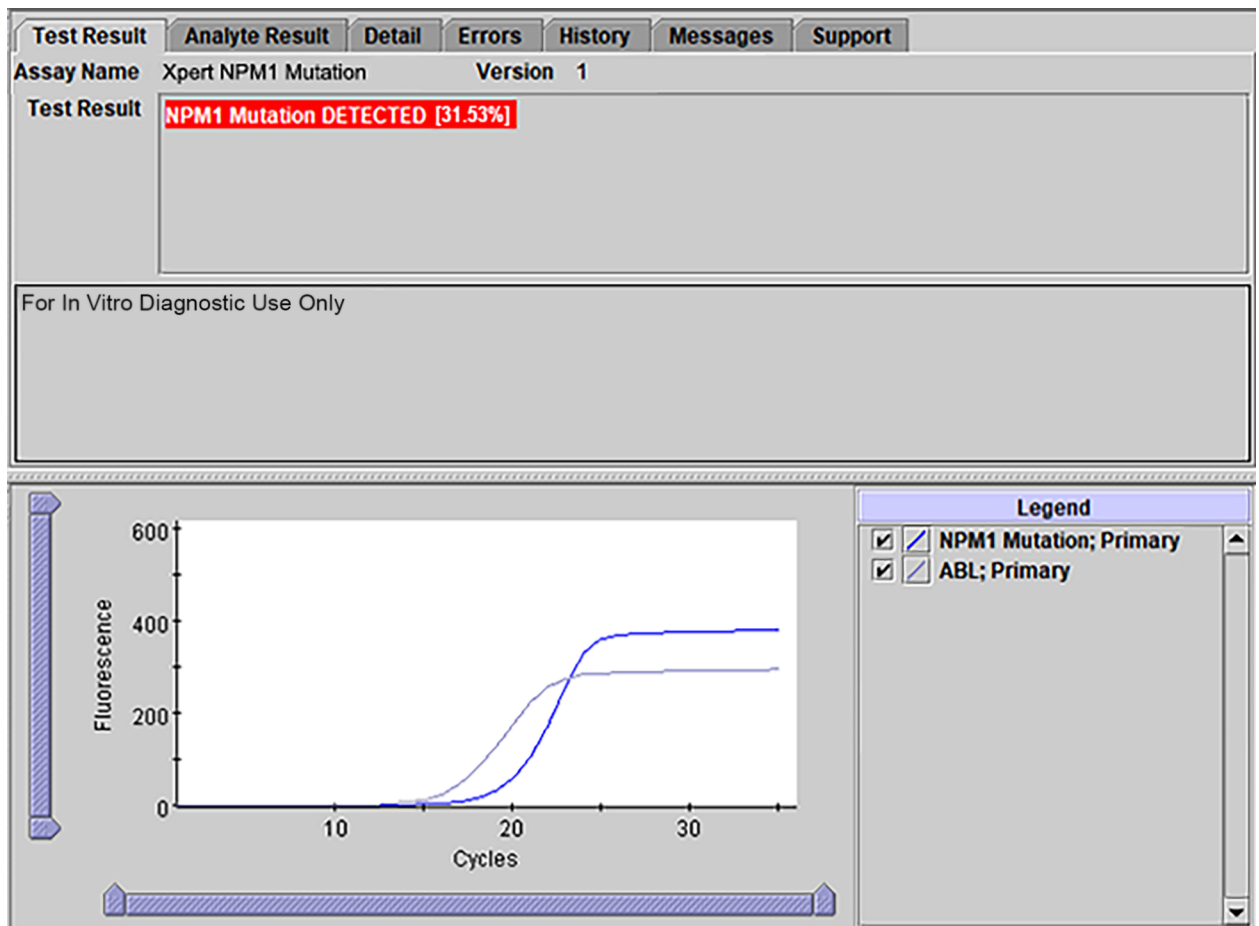 Test Result Analyte Result Detail Errors History Messages Support
Assay Name Xpert NPM1 Mutation Version 1
Test Result NPM1 Mutation DETECTED [31.53%]
For In Vitro Diagnostic Use Only
Legend
NPM1 Mutation; Primary
ABL; Primary
Fluorescence
600
400
200
0
10 20 30
Cycles